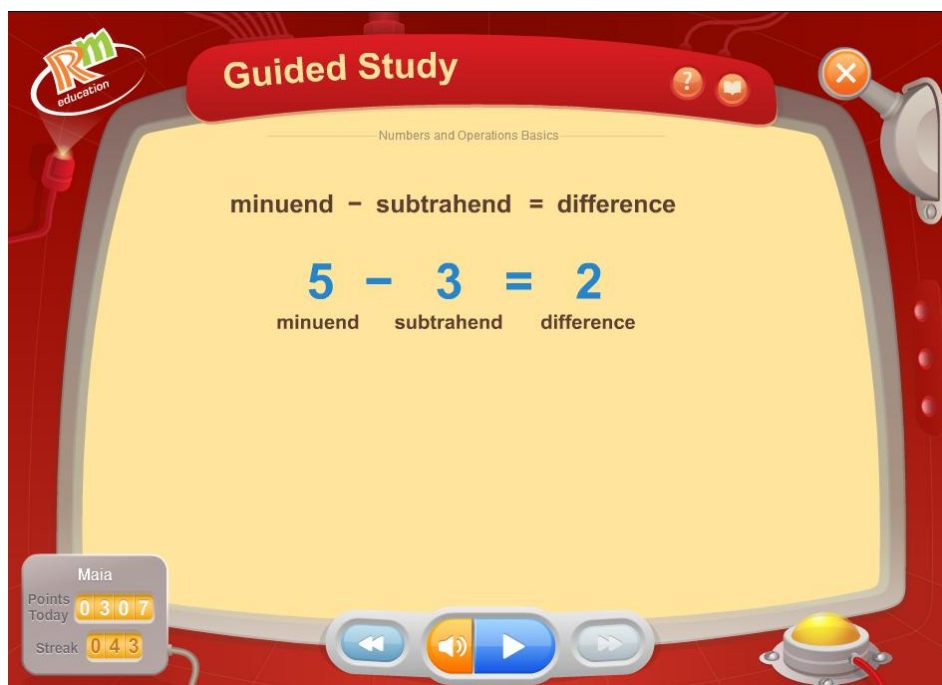 Rm
education
Guided Study
?
Numbers and Operations Basics
minuend − subtrahend = difference
5 − 3 = 2
minuend subtrahend difference
Maia
Points Today 0307
Streak 043